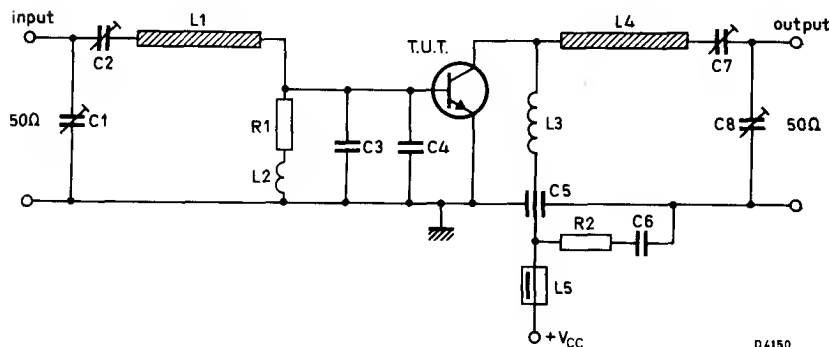 input
L1
L4
output
T.U.T.
C2
C7
R1
50Ω
C1
L3
C8
50Ω
C3
C4
L2
C5
R2
C6
L5
+VCC
D4150